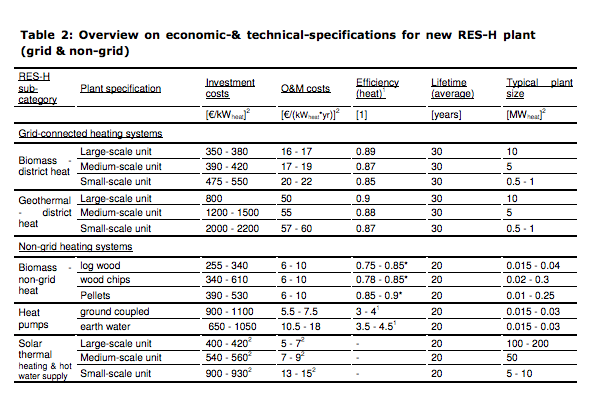 Table 2: Overview on economic-& technical-specifications for new RES-H plant
(grid & non-grid)
RES-H sub-category Plant specification Investment costs O&M costs Efficiency (heat)1 Lifetime (average) Typical plant size
[€/kWheat]2 [€/(kWheat*yr)]2 [1] [years] [MWheat]2
Grid-connected heating systems
Biomass - district heat
Large-scale unit 350 - 380 16 - 17 0.89 30 10
Medium-scale unit 390 - 420 17 - 19 0.87 30 5
Small-scale unit 475 - 550 20 - 22 0.85 30 0.5 - 1
Geothermal - district heat
Large-scale unit 800 50 0.9 30 10
Medium-scale unit 1200 - 1500 55 0.88 30 5
Small-scale unit 2000 - 2200 57 - 60 0.87 30 0.5 - 1
Non-grid heating systems
Biomass - non-grid heat
log wood 255 - 340 6 - 10 0.75 - 0.85* 20 0.015 - 0.04
wood chips 340 - 610 6 - 10 0.78 - 0.85* 20 0.02 - 0.3
Pellets 390 - 530 6 - 10 0.85 - 0.9* 20 0.01 - 0.25
Heat pumps
ground coupled 900 - 1100 5.5 - 7.5 3 - 41 20 0.015 - 0.03
earth water 650 - 1050 10.5 - 18 3.5 - 4.51 20 0.015 - 0.03
Solar thermal heating & hot water supply
Large-scale unit 400 - 4202 5 - 72 - 20 100 - 200
Medium-scale unit 540 - 5602 7 - 92 - 20 50
Small-scale unit 900 - 9302 13 - 152 - 20 5 - 10